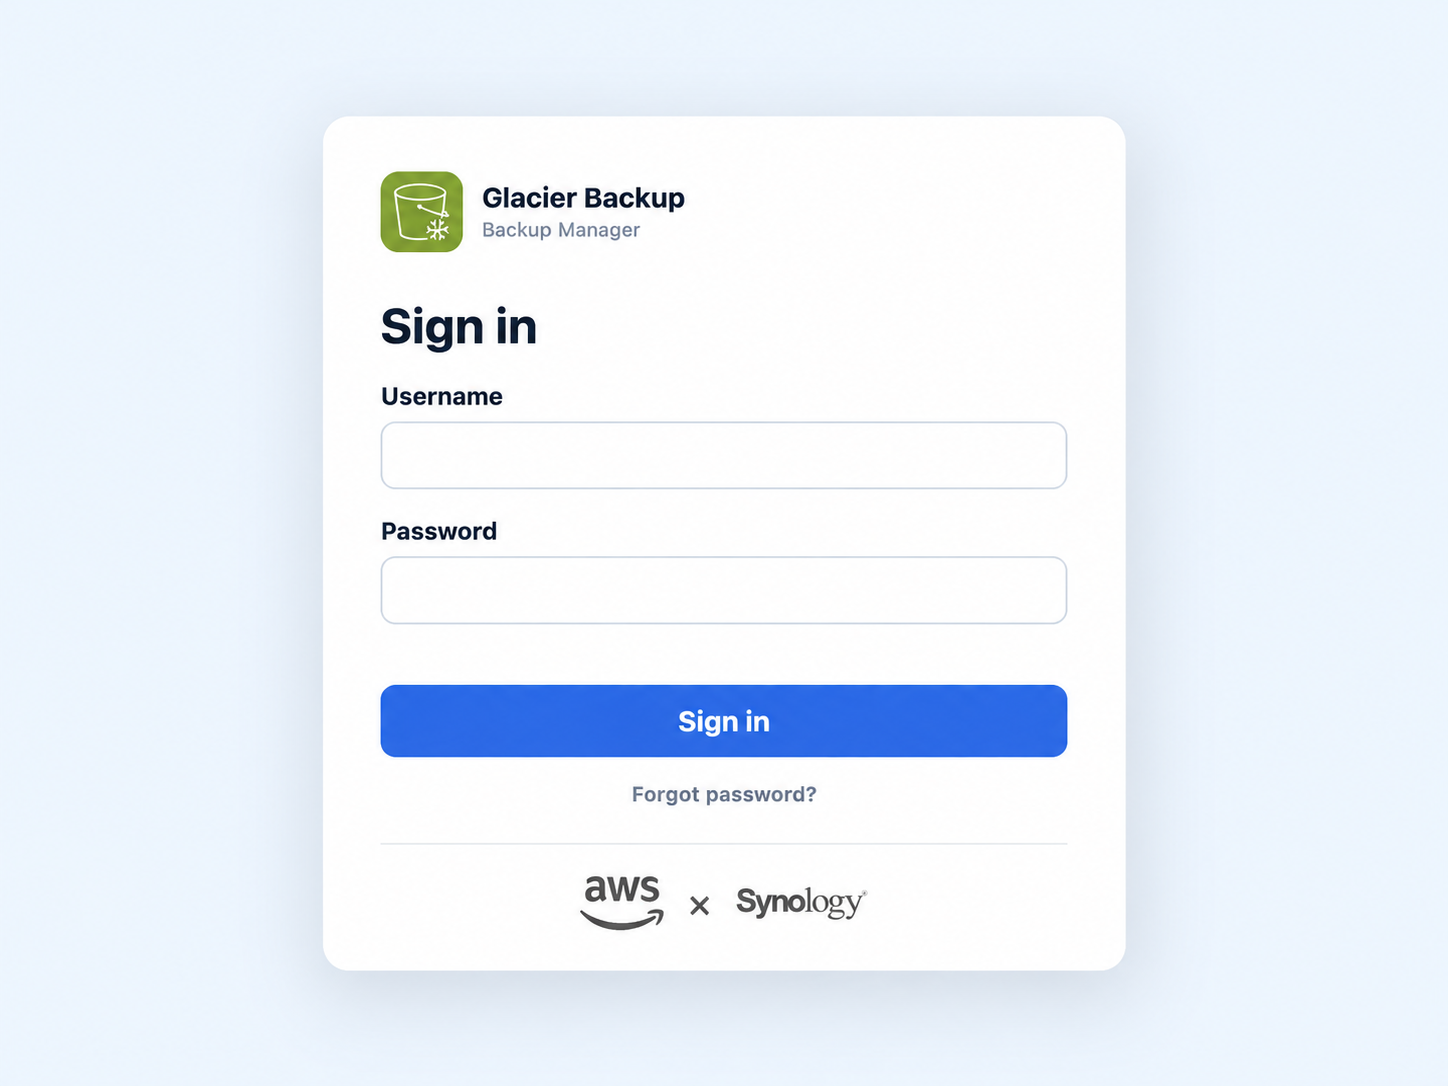 Glacier Backup
Backup Manager
Sign in
Username
Password
Sign in
Forgot password?
aws × Synology®